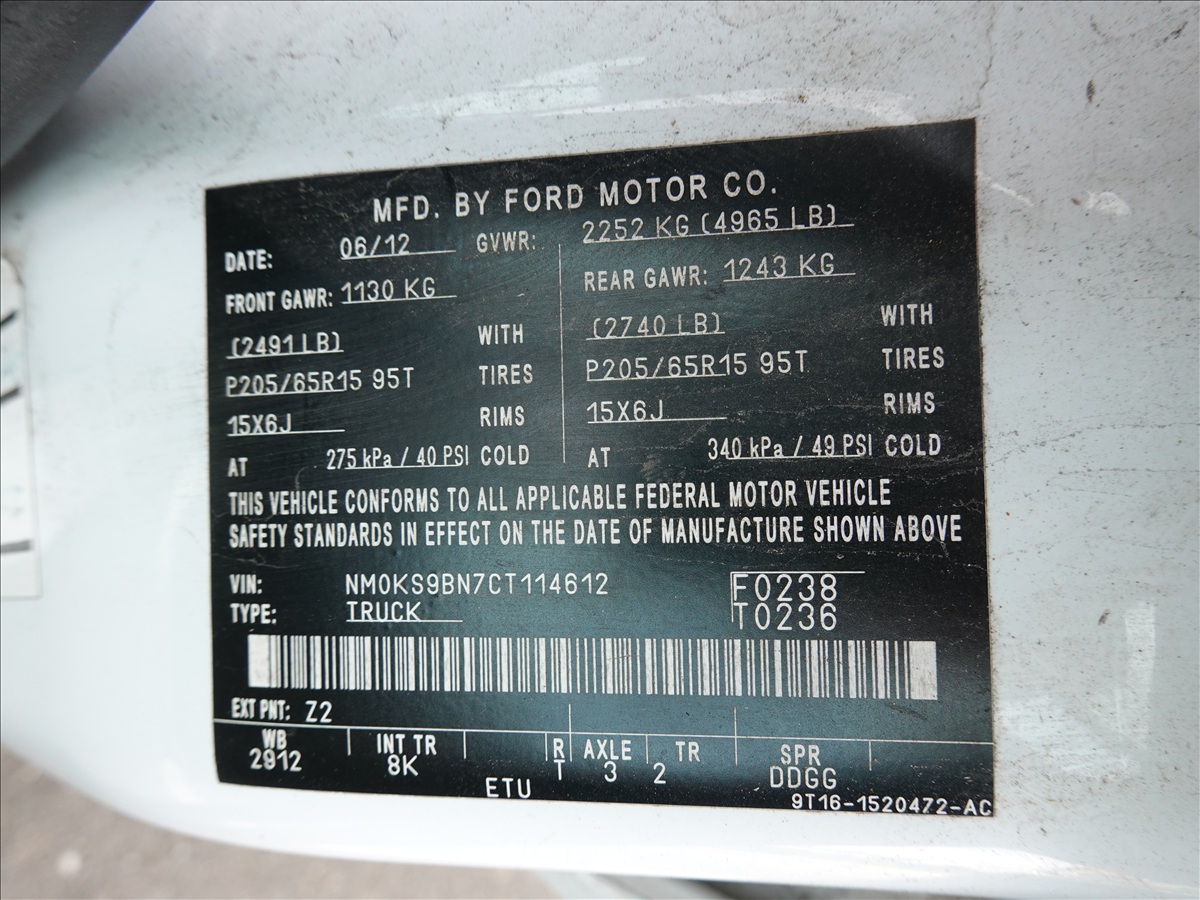 MFD. BY FORD MOTOR CO.
DATE: 06/12 GVWR: 2252 KG (4965 LB)
FRONT GAWR: 1130 KG REAR GAWR: 1243 KG
(2491 LB) WITH (2740 LB) WITH
P205/65R15 95T TIRES P205/65R15 95T TIRES
15X6J RIMS 15X6J RIMS
AT 275 kPa / 40 PSI COLD AT 340 kPa / 49 PSI COLD
THIS VEHICLE CONFORMS TO ALL APPLICABLE FEDERAL MOTOR VEHICLE
SAFETY STANDARDS IN EFFECT ON THE DATE OF MANUFACTURE SHOWN ABOVE
VIN: NM0KS9BN7CT114612 F0238
TYPE: TRUCK T0236
EXT PNT: Z2
WB INT TR R AXLE TR SPR
2912 8K T 3 2 DDGG
ETU
9T16-1520472-AC